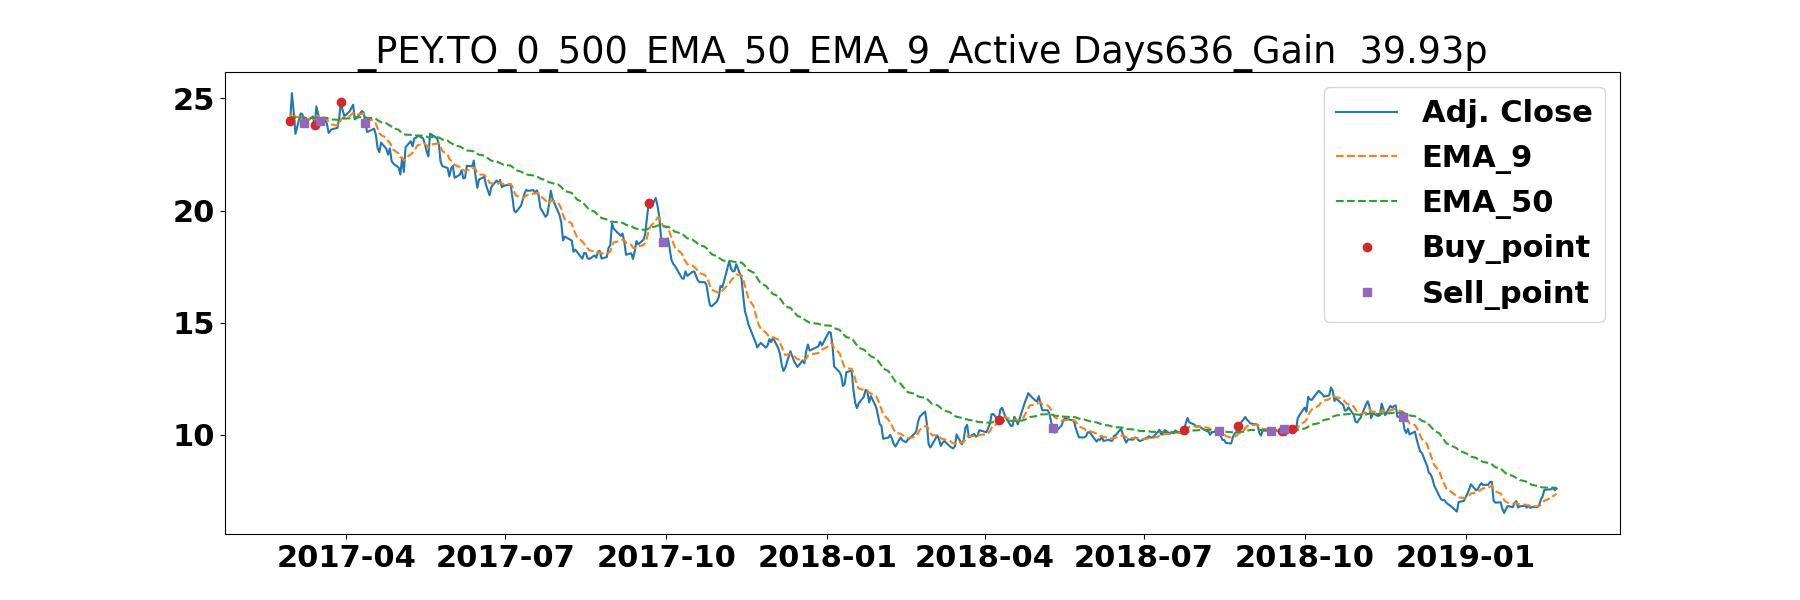 _PEY.TO_0_500_EMA_50_EMA_9_Active Days636_Gain  39.93p
25
20
15
10
Adj. Close
EMA_9
EMA_50
Buy_point
Sell_point
2017-04 2017-07 2017-10 2018-01 2018-04 2018-07 2018-10 2019-01